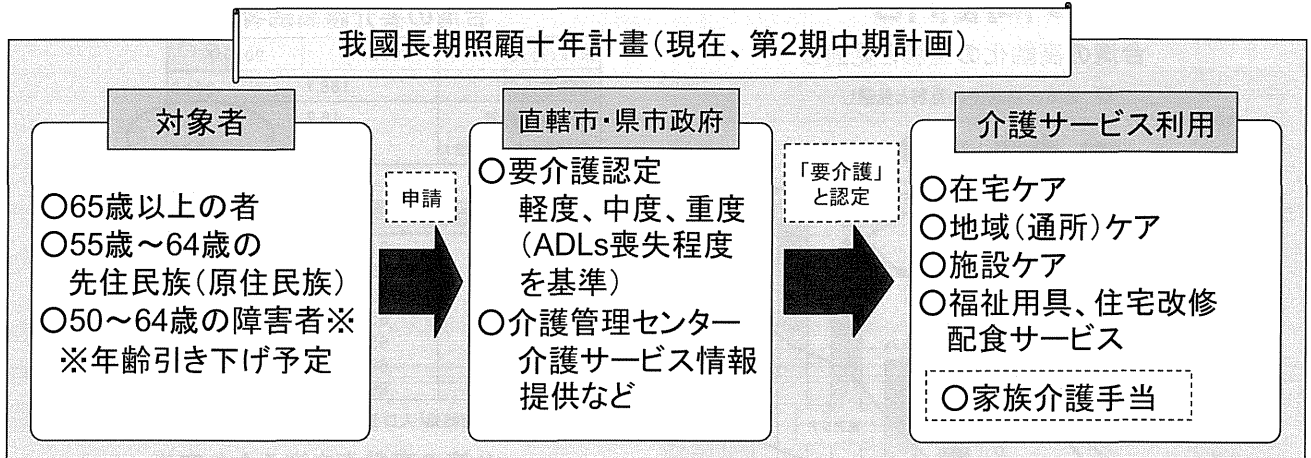 我國長期照顧十年計畫(現在、第2期中期計画)
対象者
○65歳以上の者
○55歳~64歳の
先住民族(原住民族)
○50~64歳の障害者※
※年齢引き下げ予定
申請
直轄市・県市政府
○要介護認定
軽度、中度、重度
(ADLs喪失程度
を基準)
○介護管理センター
介護サービス情報
提供など
「要介護」
と認定
介護サービス利用
○在宅ケア
○地域(通所)ケア
○施設ケア
○福祉用具、住宅改修
配食サービス
○家族介護手当